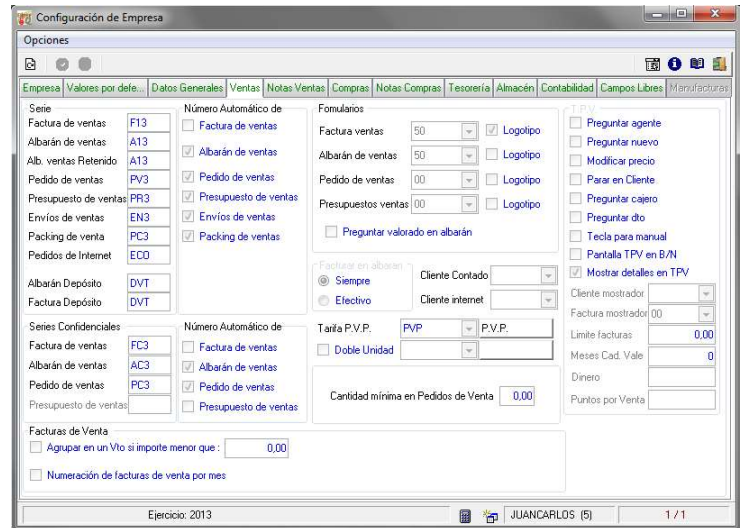 Configuración de Empresa
Opciones
Empresa Valores por defe... Datos Generales Ventas Notas Ventas Compras Notas Compras Tesorería Almacén Contabilidad Campos Libres Manufacturas
Serie
Factura de ventas F13
Albarán de ventas A13
Alb. ventas Retenido A13
Pedido de ventas PV3
Presupuesto de ventas PR3
Envíos de ventas EN3
Packing de venta PC3
Pedidos de Internet ECO
Albarán Depósito DVT
Factura Depósito DVT
Número Automático de
Factura de ventas
Albarán de ventas
Pedido de ventas
Presupuesto de ventas
Envíos de ventas
Packing de ventas
Fomularios
Factura ventas 50 Logotipo
Albarán de ventas 50 Logotipo
Pedido de ventas 00 Logotipo
Presupuestos ventas 00 Logotipo
Preguntar valorado en albarán
Facturar en albaran
Siempre
Efectivo
Cliente Contado
Cliente internet
T.P.V
Preguntar agente
Preguntar nuevo
Modificar precio
Parar en Cliente
Preguntar cajero
Preguntar dto
Tecla para manual
Pantalla TPV en B/N
Mostrar detalles en TPV
Cliente mostrador
Factura mostrador 00
Limite facturas 0,00
Meses Cad. Vale 0
Dinero
Puntos por Venta
Series Confidenciales
Factura de ventas FC3
Albarán de ventas AC3
Pedido de ventas PC3
Presupuesto de ventas
Número Automático de
Factura de ventas
Albarán de ventas
Pedido de ventas
Presupuesto de ventas
Tarifa P.V.P. PVP P.V.P.
Doble Unidad
Cantidad mínima en Pedidos de Venta 0,00
Facturas de Venta
Agrupar en un Vto si importe menor que : 0,00
Numeración de facturas de venta por mes
Ejercicio: 2013 JUANCARLOS (5) 1 / 1